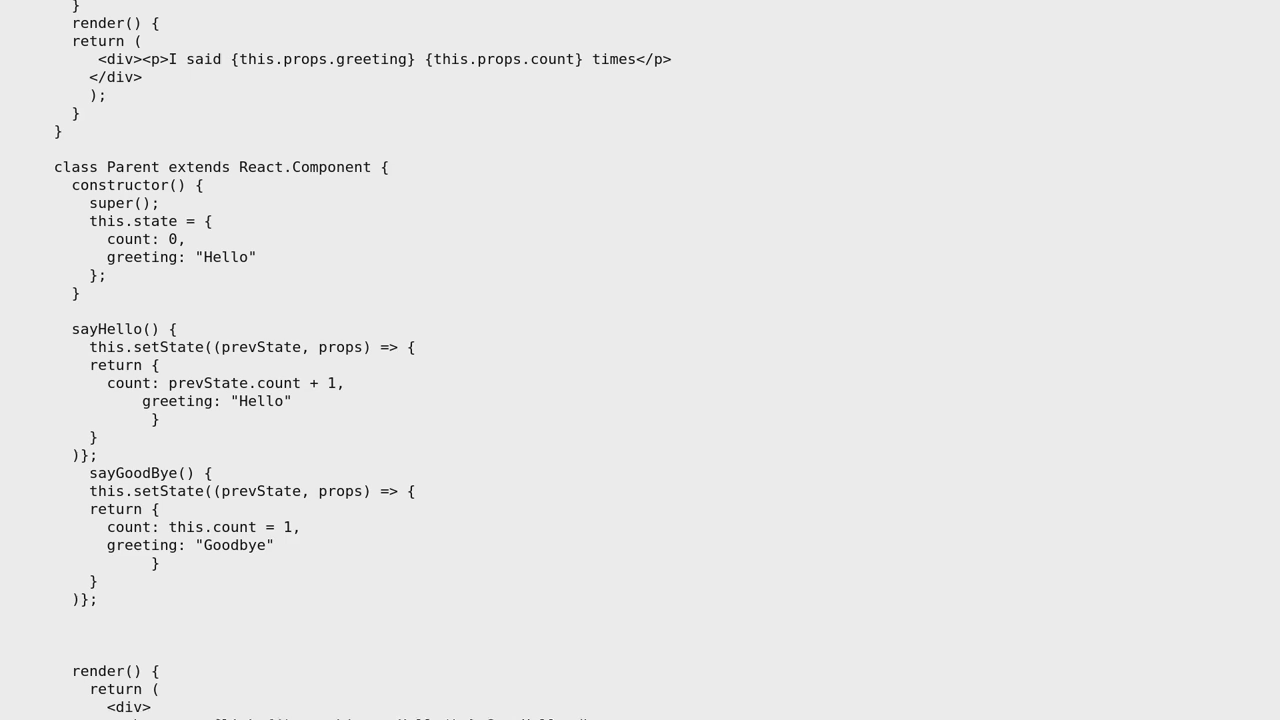 }
render() {
return (
<div><p>I said {this.props.greeting} {this.props.count} times</p>
</div>
);
}
}
class Parent extends React.Component {
constructor() {
super();
this.state = {
count: 0,
greeting: "Hello"
};
}
sayHello() {
this.setState((prevState, props) => {
return {
count: prevState.count + 1,
greeting: "Hello"
}
}
)};
sayGoodBye() {
this.setState((prevState, props) => {
return {
count: this.count = 1,
greeting: "Goodbye"
}
}
)};
render() {
return (
<div>